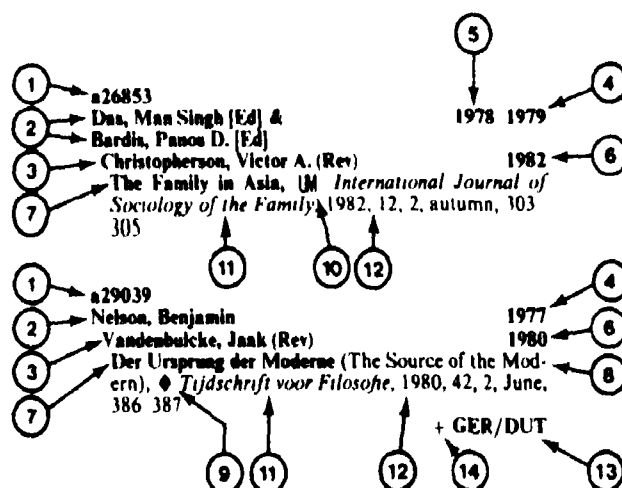 5
1 a26853
4
2 Das, Man Singh [Ed] & 1978 1979
Bardis, Panos D. [Ed]
3 Christopherson, Victor A. (Rev) 1982 6
7 The Family in Asia, UM International Journal of
Sociology of the Family, 1982, 12, 2, autumn, 303
305
11 10 12
1 a29039
4
2 Nelson, Benjamin 1977
Vandenbulcke, Jaak (Rev) 1980 6
3
Der Ursprung der Moderne (The Source of the Mod-
7 ern), ♦ Tijdschrift voor Filosofie, 1980, 42, 2, June, 8
386 387
+ GER/DUT
9 11 12 14 13